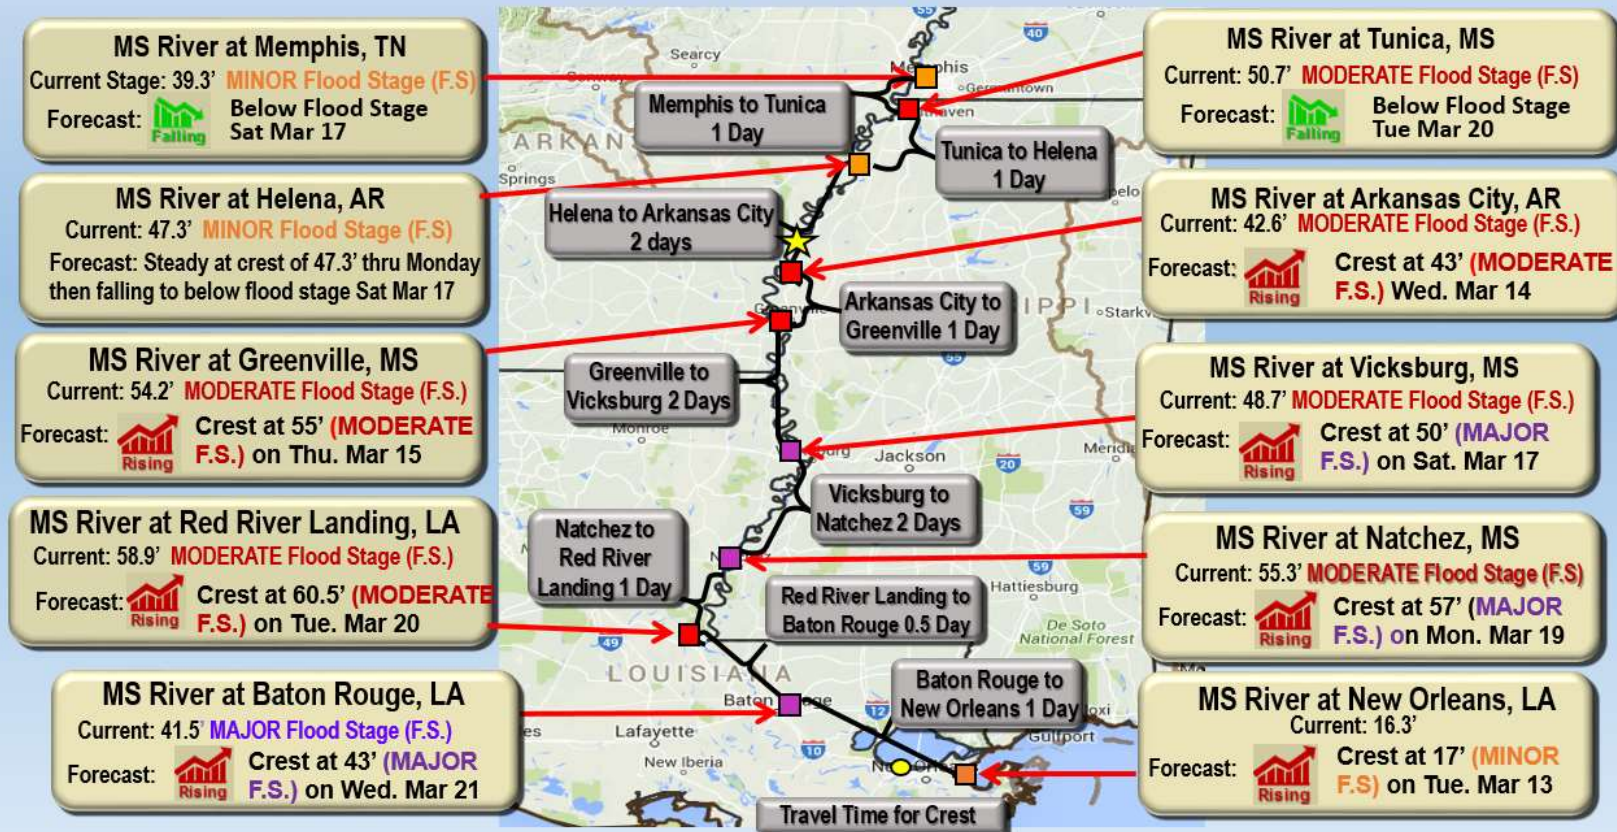 MS River at Memphis, TN
Current Stage: 39.3' MINOR Flood Stage (F.S)
Forecast: Falling Below Flood Stage
Sat Mar 17
MS River at Helena, AR
Current: 47.3' MINOR Flood Stage (F.S)
Forecast: Steady at crest of 47.3' thru Monday
then falling to below flood stage Sat Mar 17
MS River at Greenville, MS
Current: 54.2' MODERATE Flood Stage (F.S.)
Forecast: Rising Crest at 55' (MODERATE
F.S.) on Thu. Mar 15
MS River at Red River Landing, LA
Current: 58.9' MODERATE Flood Stage (F.S.)
Forecast: Rising Crest at 60.5' (MODERATE
F.S.) on Tue. Mar 20
MS River at Baton Rouge, LA
Current: 41.5' MAJOR Flood Stage (F.S.)
Forecast: Rising Crest at 43' (MAJOR
F.S.) on Wed. Mar 21
55
40
Searcy
Conway
Memphis
Germantown
Memphis to Tunica
1 Day
Tunica to Helena
1 Day
Springs
Helena to Arkansas City
2 days
Arkansas City to
Greenville 1 Day
55
Greenville to
Vicksburg 2 Days
Monroe
Jackson
20
59
Vicksburg to
Natchez 2 Days
Natchez to
Red River
Landing 1 Day
59
Hattiesburg
Red River Landing to
Baton Rouge 0.5 Day
De Soto
National Forest
49
LOUISIANA
Baton Rouge to
New Orleans 1 Day
12
Lafayette
10
Gulfport
New Iberia
Travel Time for Crest
MS River at Tunica, MS
Current: 50.7' MODERATE Flood Stage (F.S)
Forecast: Falling Below Flood Stage
Tue Mar 20
MS River at Arkansas City, AR
Current: 42.6' MODERATE Flood Stage (F.S.)
Forecast: Rising Crest at 43' (MODERATE
F.S.) Wed. Mar 14
MS River at Vicksburg, MS
Current: 48.7' MODERATE Flood Stage (F.S.)
Forecast: Rising Crest at 50' (MAJOR
F.S.) on Sat. Mar 17
MS River at Natchez, MS
Current: 55.3' MODERATE Flood Stage (F.S)
Forecast: Rising Crest at 57' (MAJOR
F.S.) on Mon. Mar 19
MS River at New Orleans, LA
Current: 16.3'
Forecast: Rising Crest at 17' (MINOR
F.S) on Tue. Mar 13